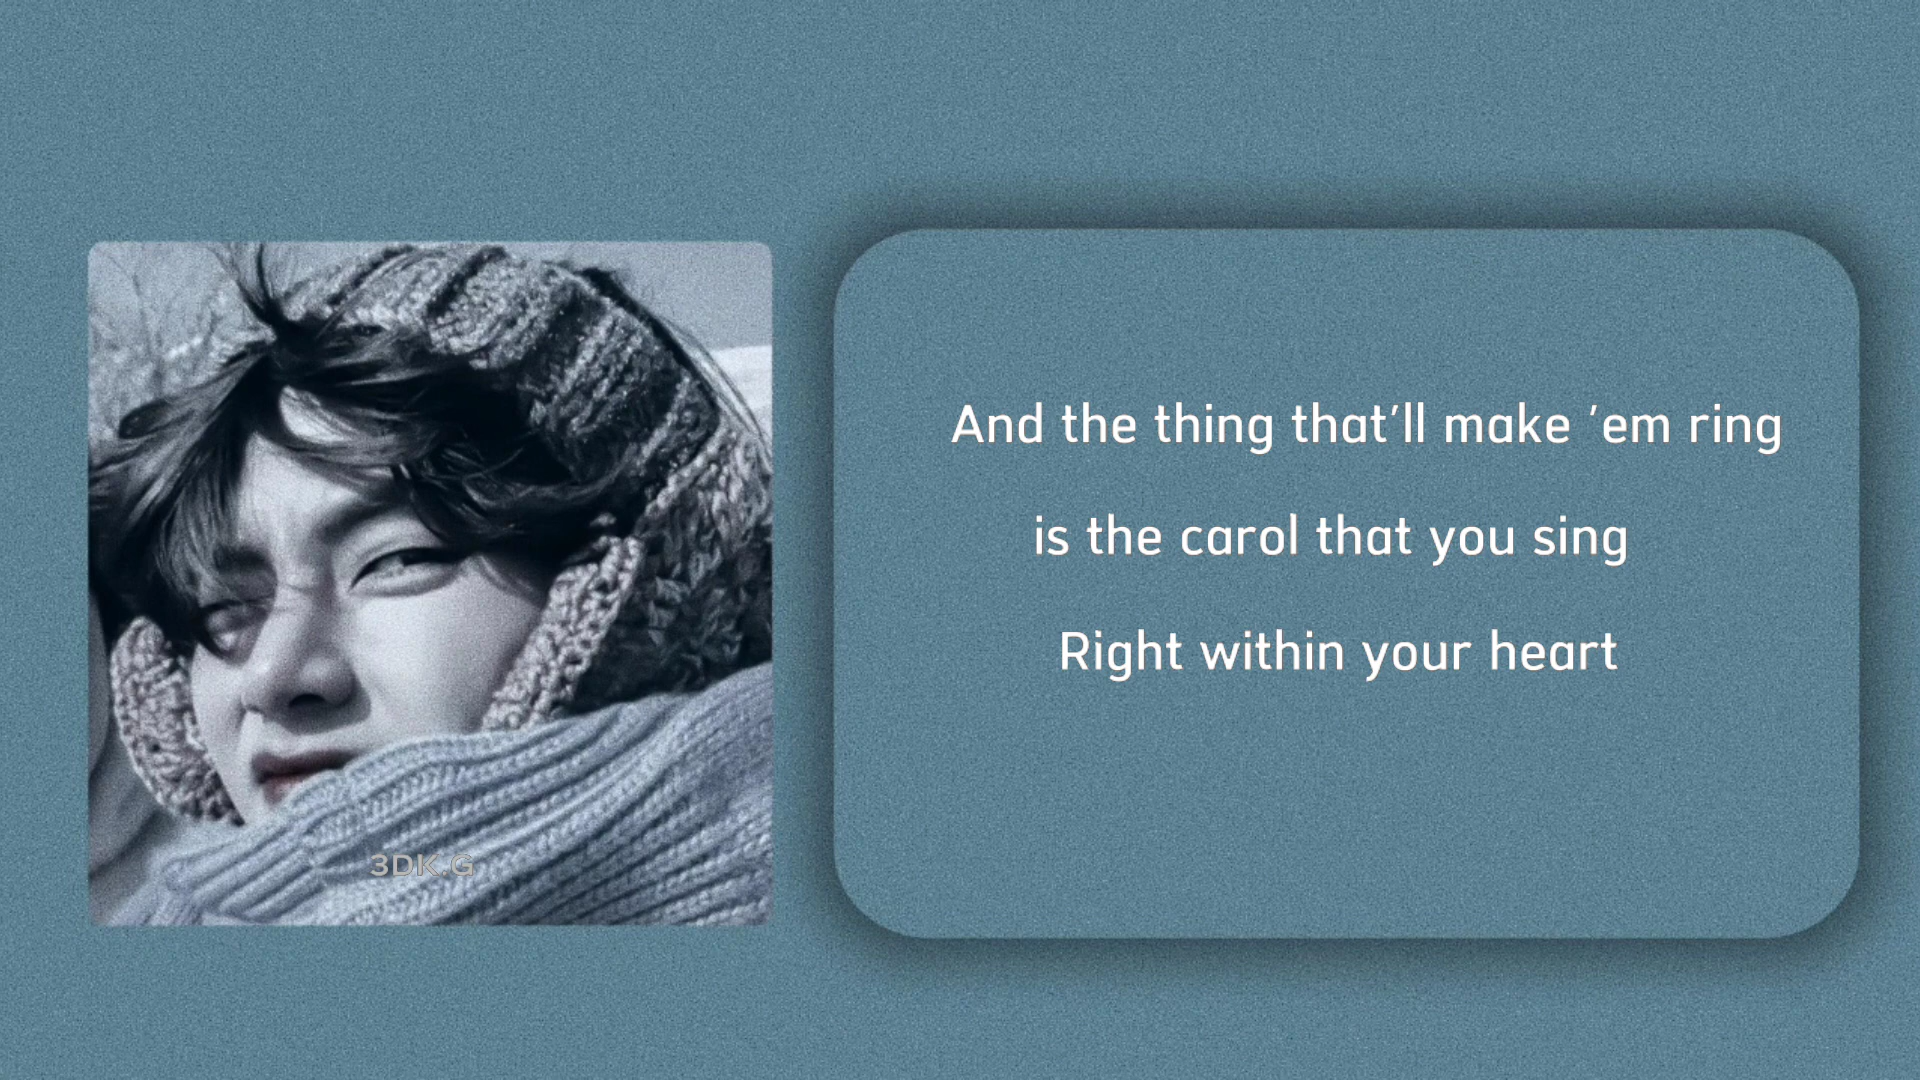 And the thing that'll make 'em ring
is the carol that you sing
Right within your heart
3DK.G